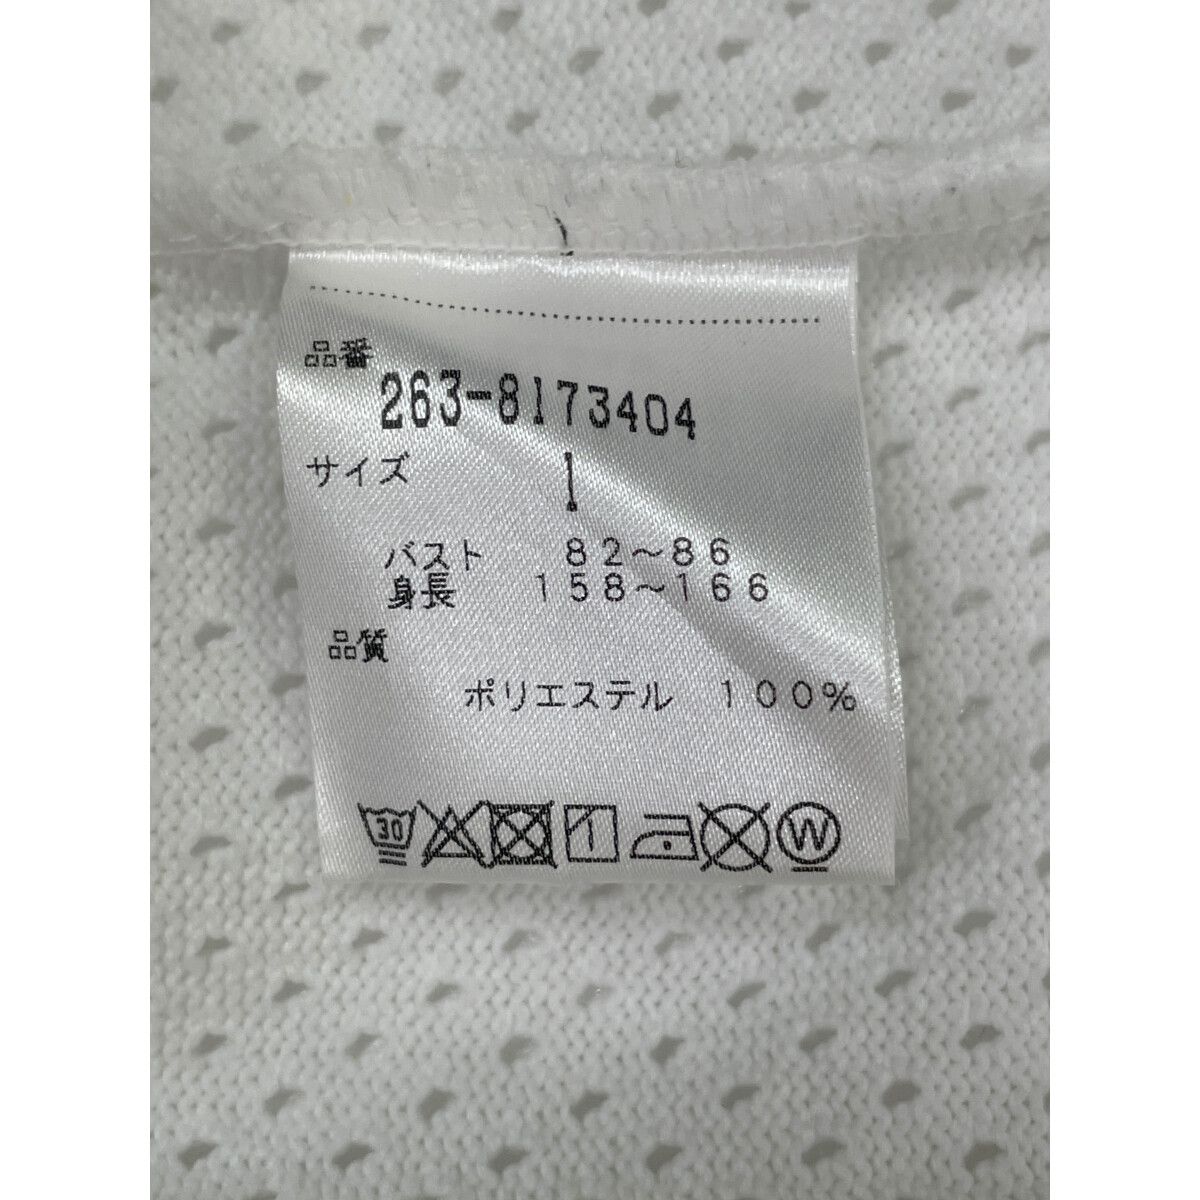 品番
263-8173404
サイズ 1
バスト 82～86
身長 158～166
品質
ポリエステル 100%
30 W